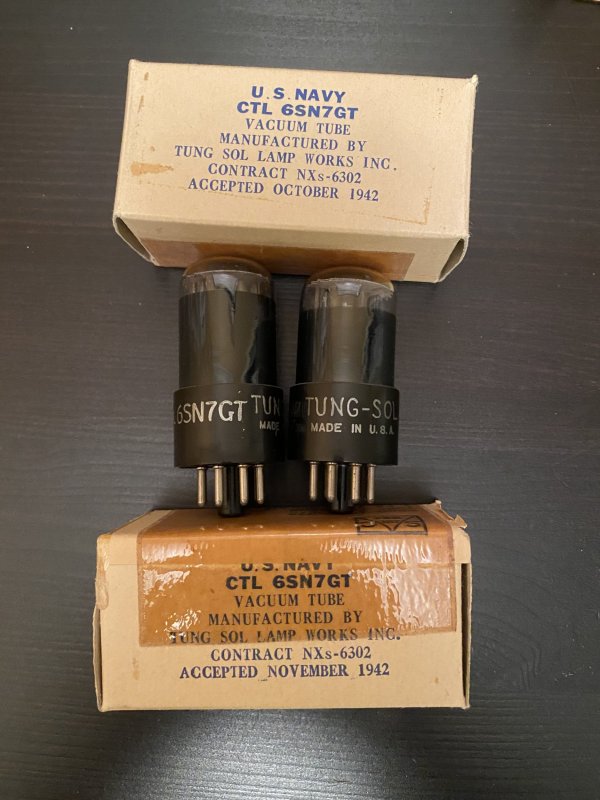 U.S. NAVY
CTL 6SN7GT
VACUUM TUBE
MANUFACTURED BY
TUNG SOL LAMP WORKS INC.
CONTRACT NXs-6302
ACCEPTED OCTOBER 1942
6SN7GT TUN
MADE
TUNG-SOL
MADE IN U.S.A.
U.S. NAVY
CTL 6SN7GT
VACUUM TUBE
MANUFACTURED BY
TUNG SOL LAMP WORKS INC.
CONTRACT NXs-6302
ACCEPTED NOVEMBER 1942